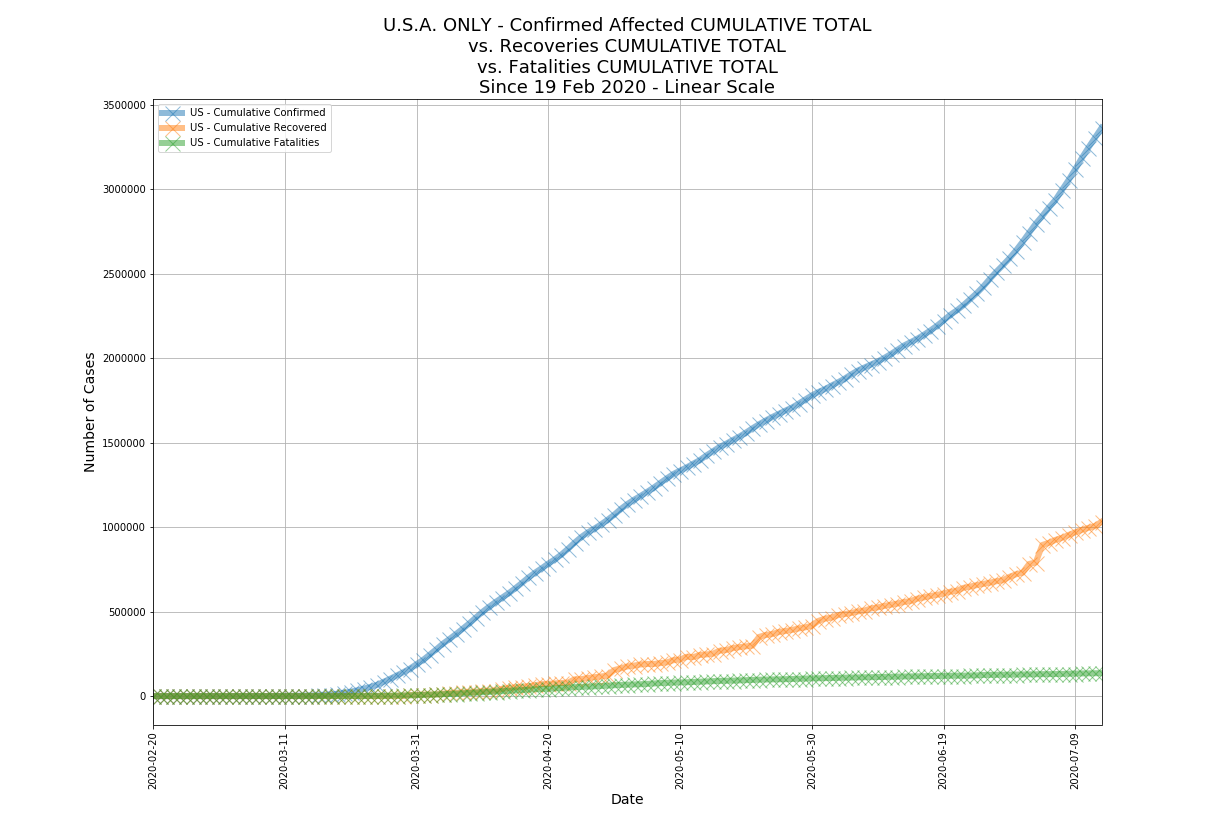 U.S.A. ONLY - Confirmed Affected CUMULATIVE TOTAL
vs. Recoveries CUMULATIVE TOTAL
vs. Fatalities CUMULATIVE TOTAL
Since 19 Feb 2020 - Linear Scale
US - Cumulative Confirmed
US - Cumulative Recovered
US - Cumulative Fatalities
Number of Cases
3500000
3000000
2500000
2000000
1500000
1000000
500000
0
2020-02-20
2020-03-11
2020-03-31
2020-04-20
2020-05-10
2020-05-30
2020-06-19
2020-07-09
Date